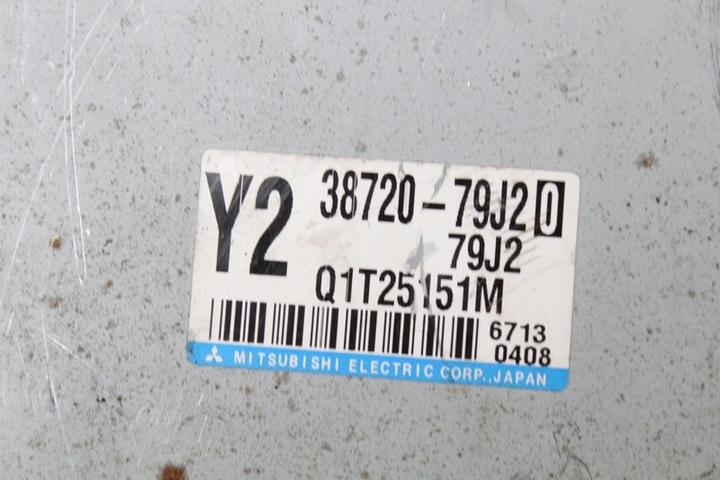 Y2 38720-79J20
79J2
Q1T25151M
6713
0408
MITSUBISHI ELECTRIC CORP.,JAPAN